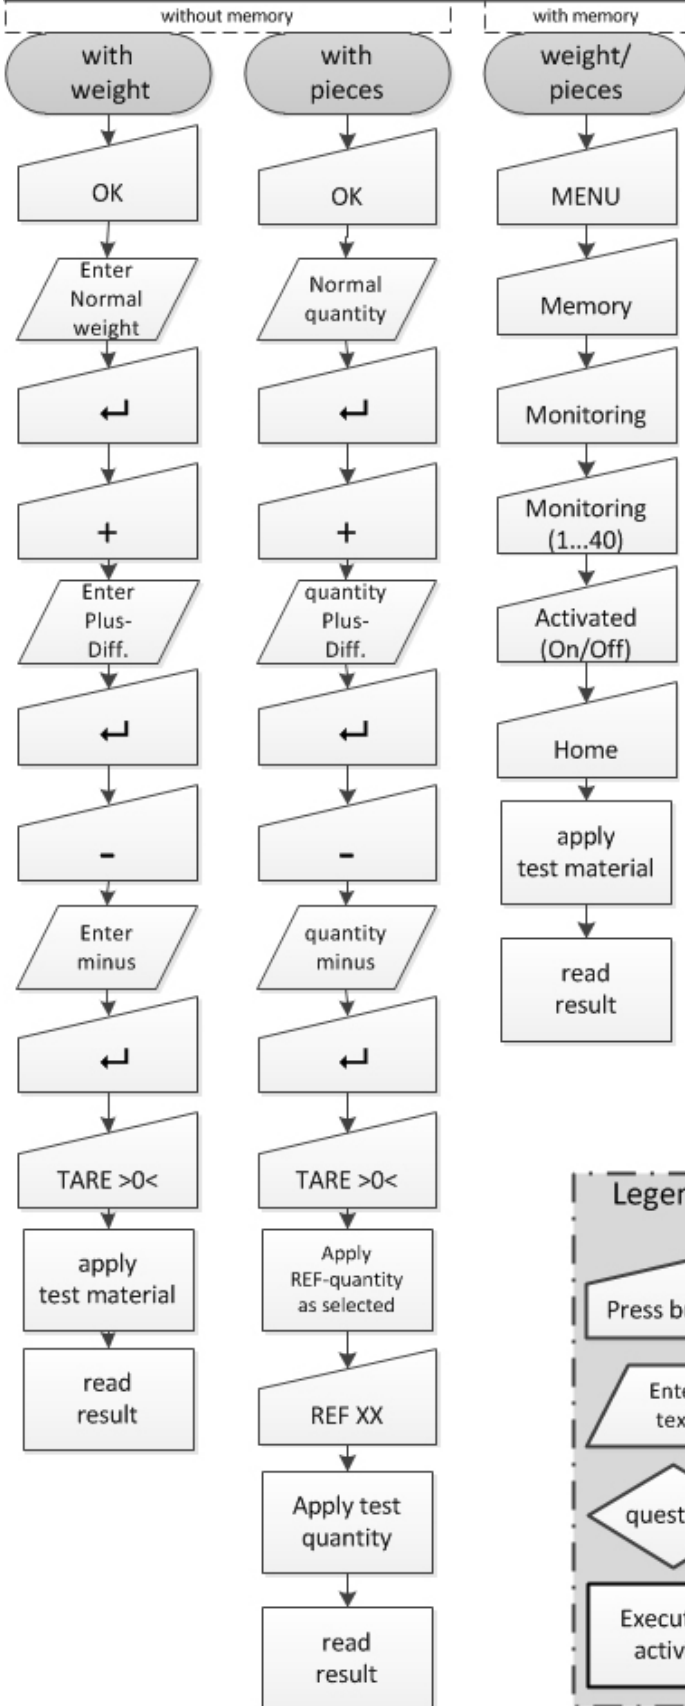 without memory
with
weight
OK
Enter
Normal
weight
↵
+
Enter
Plus-
Diff.
↵
-
Enter
minus
↵
TARE >0<
apply
test material
read
result
with
pieces
OK
Normal
quantity
↵
+
quantity
Plus-
Diff.
↵
-
quantity
minus
↵
TARE >0<
Apply
REF-quantity
as selected
REF XX
Apply test
quantity
read
result
with memory
weight/
pieces
MENU
Memory
Monitoring
Monitoring
(1...40)
Activated
(On/Off)
Home
apply
test material
read
result
Press